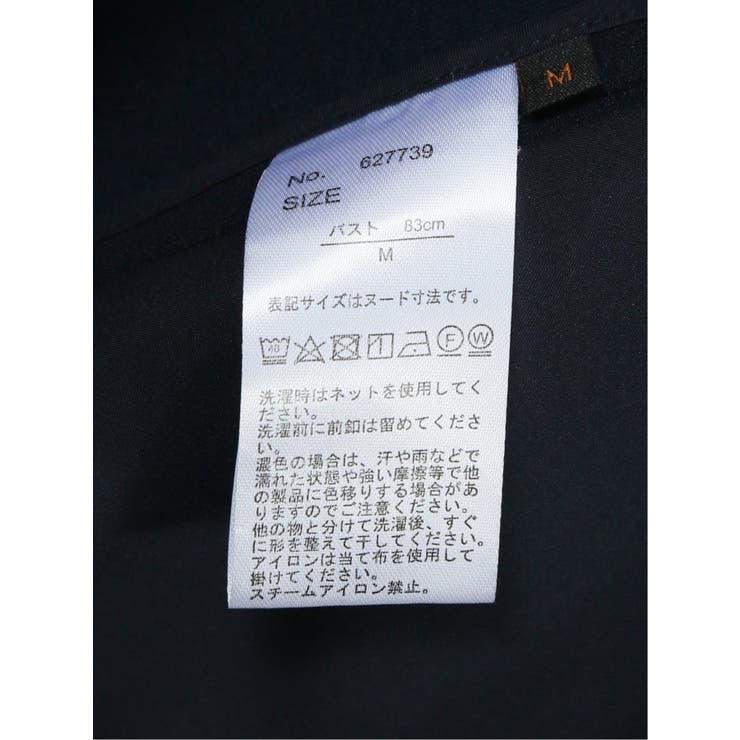 M
No. 627739
SIZE
バスト 83cm
M
表記サイズはヌード寸法です。
40 F W
洗濯時はネットを使用してく
ださい。
洗濯前に前釦は留めてくださ
い。
濃色の場合は、汗や雨などで
濡れた状態や強い摩擦等で他
の製品に色移りする場合があ
りますのでご注意ください。
他の物と分けて洗濯後、すぐ
に形を整えて干してください。
アイロンは当て布を使用して
掛けてください。
スチームアイロン禁止。